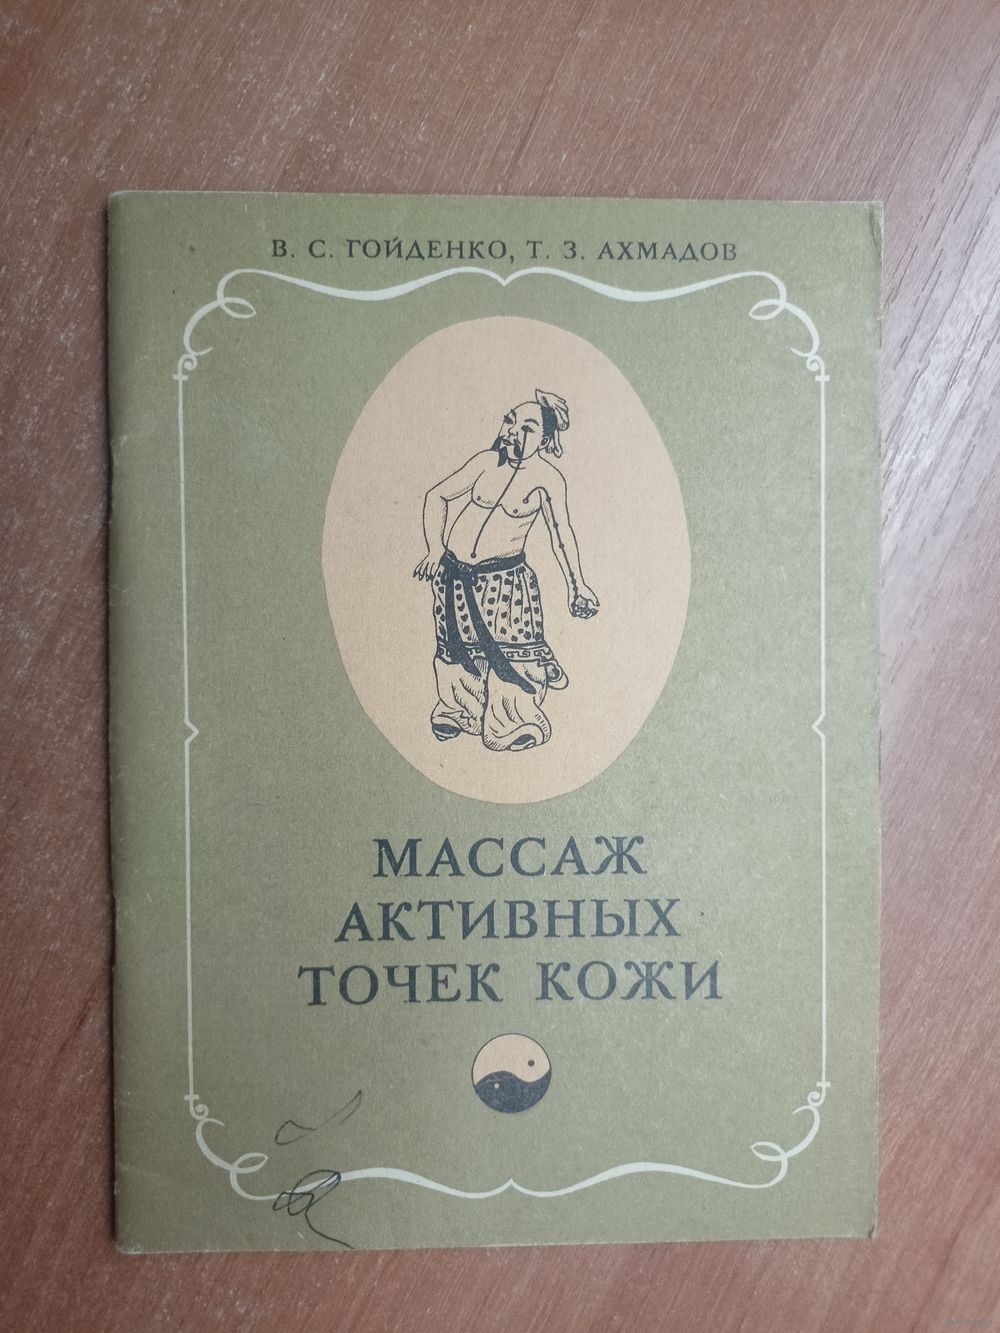 В. С. ГОЙДЕНКО, Т. З. АХМАДОВ
МАССАЖ
АКТИВНЫХ
ТОЧЕК КОЖИ